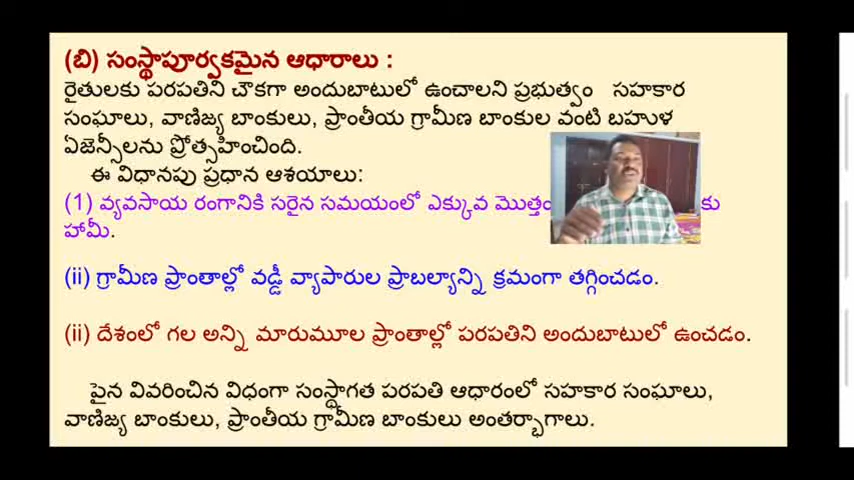 (బి) సంస్థాపూర్వకమైన ఆధారాలు :
రైతులకు పరపతిని చౌకగా అందుబాటులో ఉంచాలని ప్రభుత్వం సహకార
సంఘాలు, వాణిజ్య బాంకులు, ప్రాంతీయ గ్రామీణ బాంకుల వంటి బహుళ
ఏజెన్సీలను ప్రోత్సహించింది.
ఈ విధానపు ప్రధాన ఆశయాలు:
(1) వ్యవసాయ రంగానికి సరైన సమయంలో ఎక్కువ మొత్తం కు
హామీ.
(ii) గ్రామీణ ప్రాంతాల్లో వడ్డీ వ్యాపారుల ప్రాబల్యాన్ని క్రమంగా తగ్గించడం.
(ii) దేశంలో గల అన్ని మారుమూల ప్రాంతాల్లో పరపతిని అందుబాటులో ఉంచడం.
పైన వివరించిన విధంగా సంస్థాగత పరపతి ఆధారంలో సహకార సంఘాలు,
వాణిజ్య బాంకులు, ప్రాంతీయ గ్రామీణ బాంకులు అంతర్భాగాలు.